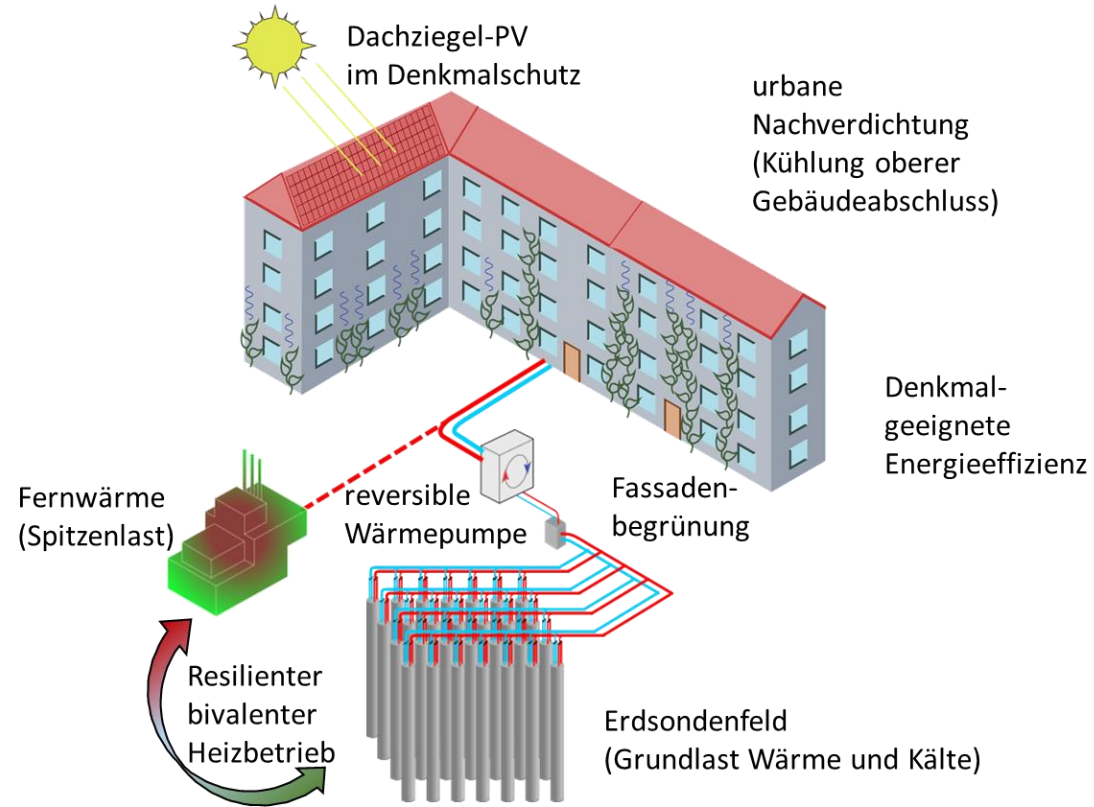 Dachziegel-PV
im Denkmalschutz
urbane
Nachverdichtung
(Kühlung oberer
Gebäudeabschluss)
Denkmal-
geeignete
Energieeffizienz
Fernwärme
(Spitzenlast)
reversible
Wärmepumpe
Fassaden-
begrünung
Resilienter
bivalenter
Heizbetrieb
Erdsondenfeld
(Grundlast Wärme und Kälte)